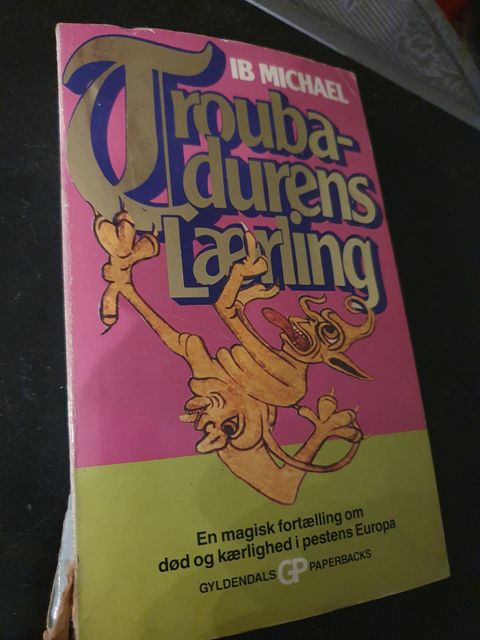 IB MICHAEL
Trouba-
durens
Lærling
En magisk fortælling om
død og kærlighed i pestens Europa
GYLDENDALS GP PAPERBACKS